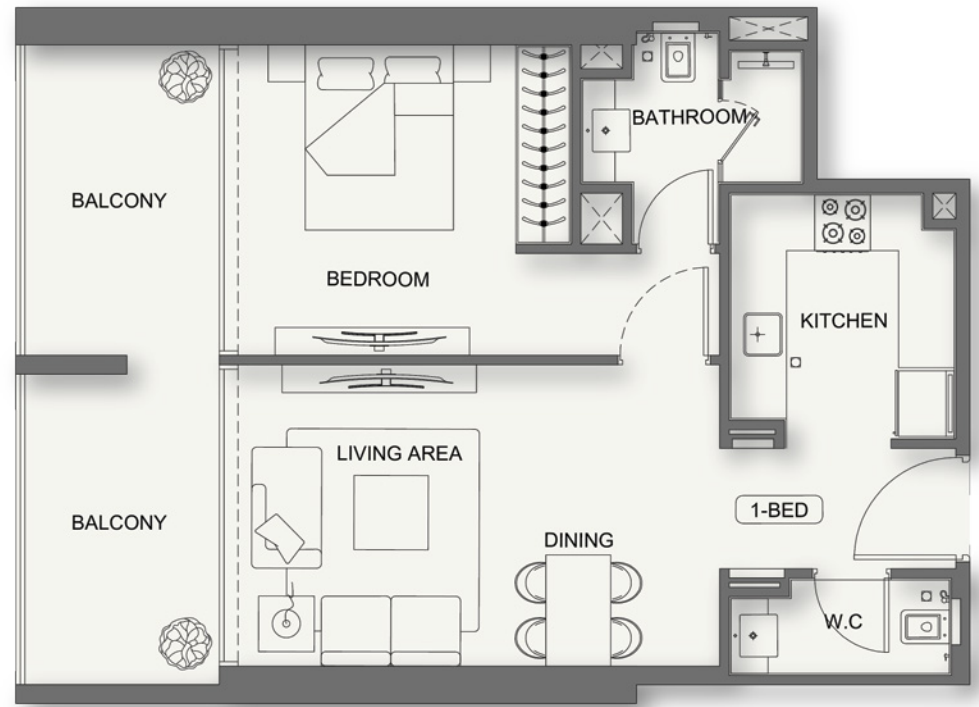 BATHROOM
BALCONY
BEDROOM
KITCHEN
LIVING AREA
1-BED
BALCONY
DINING
W.C